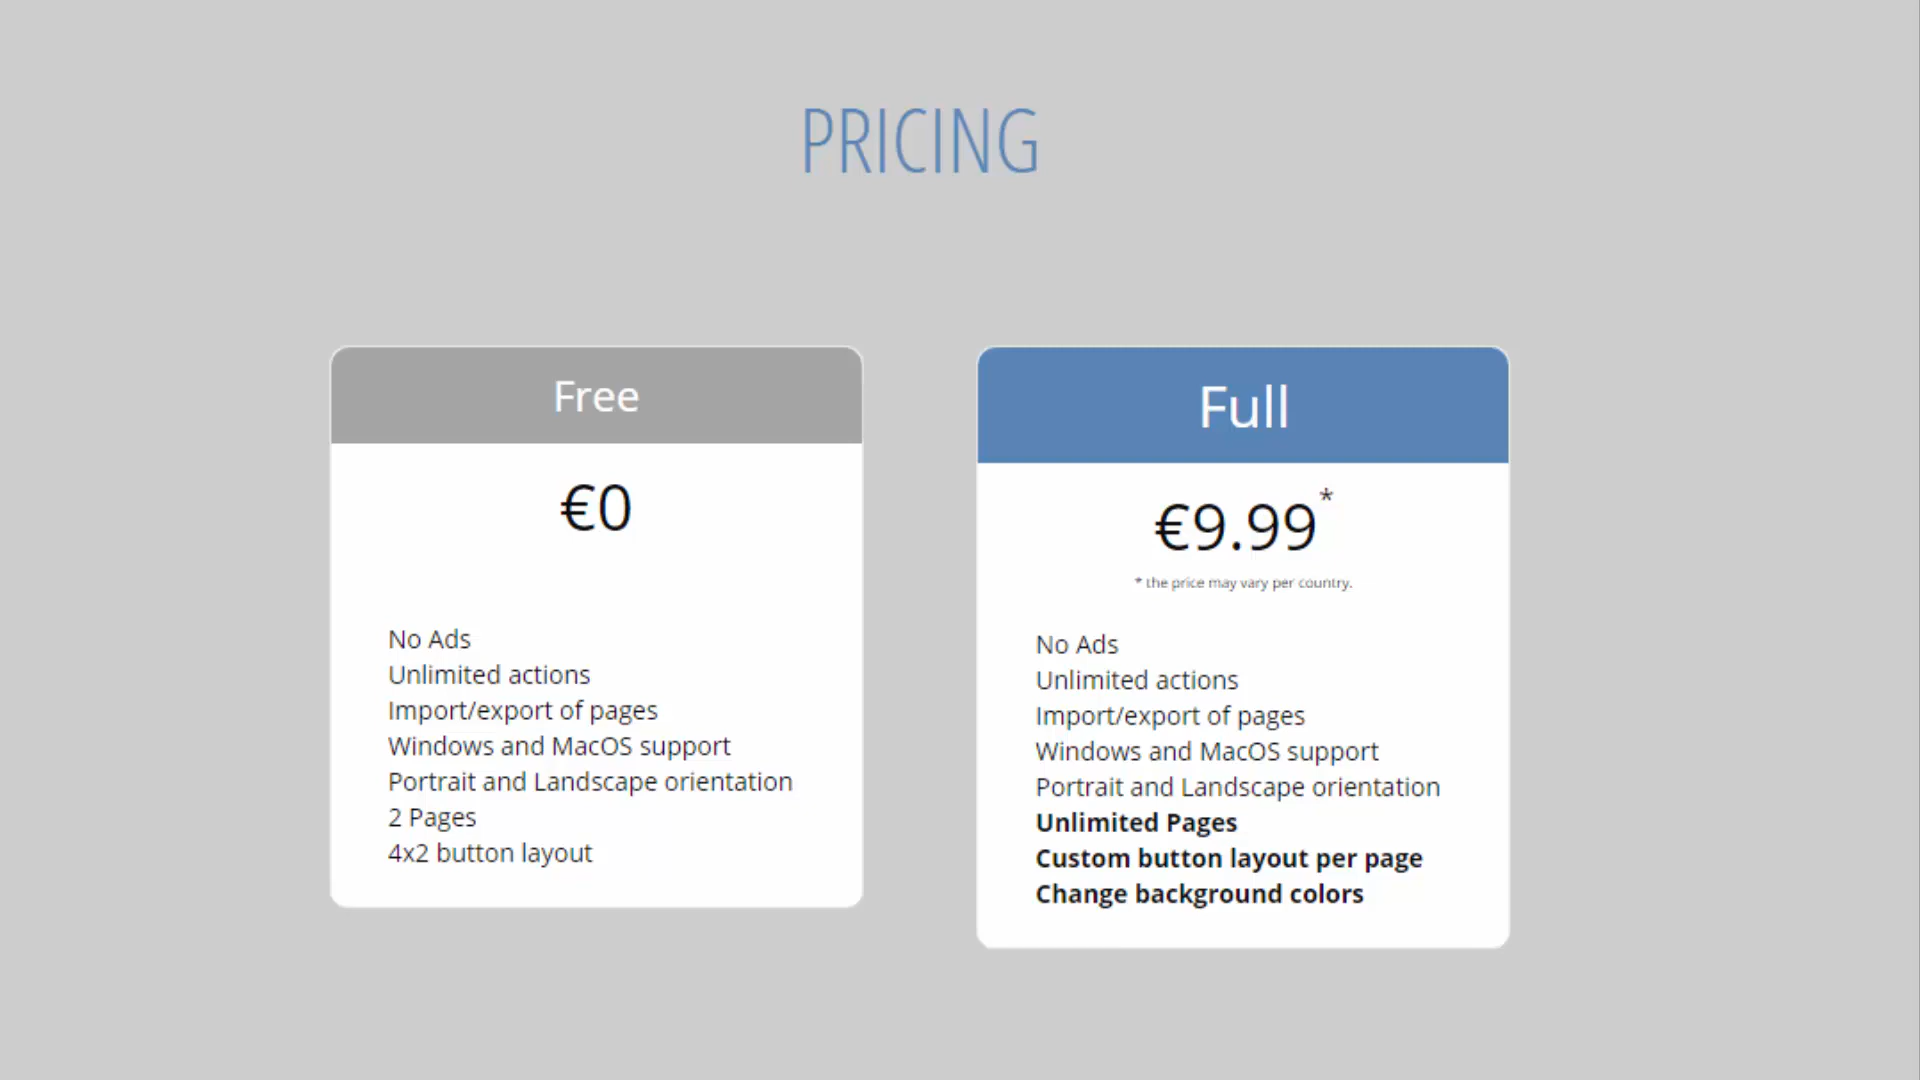 PRICING
Free
€0
No Ads
Unlimited actions
Import/export of pages
Windows and MacOS support
Portrait and Landscape orientation
2 Pages
4x2 button layout
Full
€9.99*
* the price may vary per country.
No Ads
Unlimited actions
Import/export of pages
Windows and MacOS support
Portrait and Landscape orientation
Unlimited Pages
Custom button layout per page
Change background colors